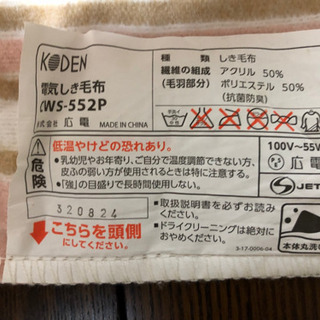 KODEN
電気しき毛布
CWS-552P
株式会社 広電 MADE IN CHINA
種類 しき毛布
繊維の組成 アクリル 50%
(毛羽部分) ポリエステル 50%
(抗菌防臭)
危険
低温やけどの恐れあり。
●乳幼児やお年寄り、ご自分で温度調節できない方、
皮ふの弱い方が使用されるときは特に注意する。
●「強」の目盛りで長時間使用しない。
広電
100V~55W
JET
320824
こちらを頭側
にしてください。
●取扱説明書を必ずお読み
ください。
●ドライクリーニングは絶対に
おやめください。
3-17-0006-04
本体丸洗い